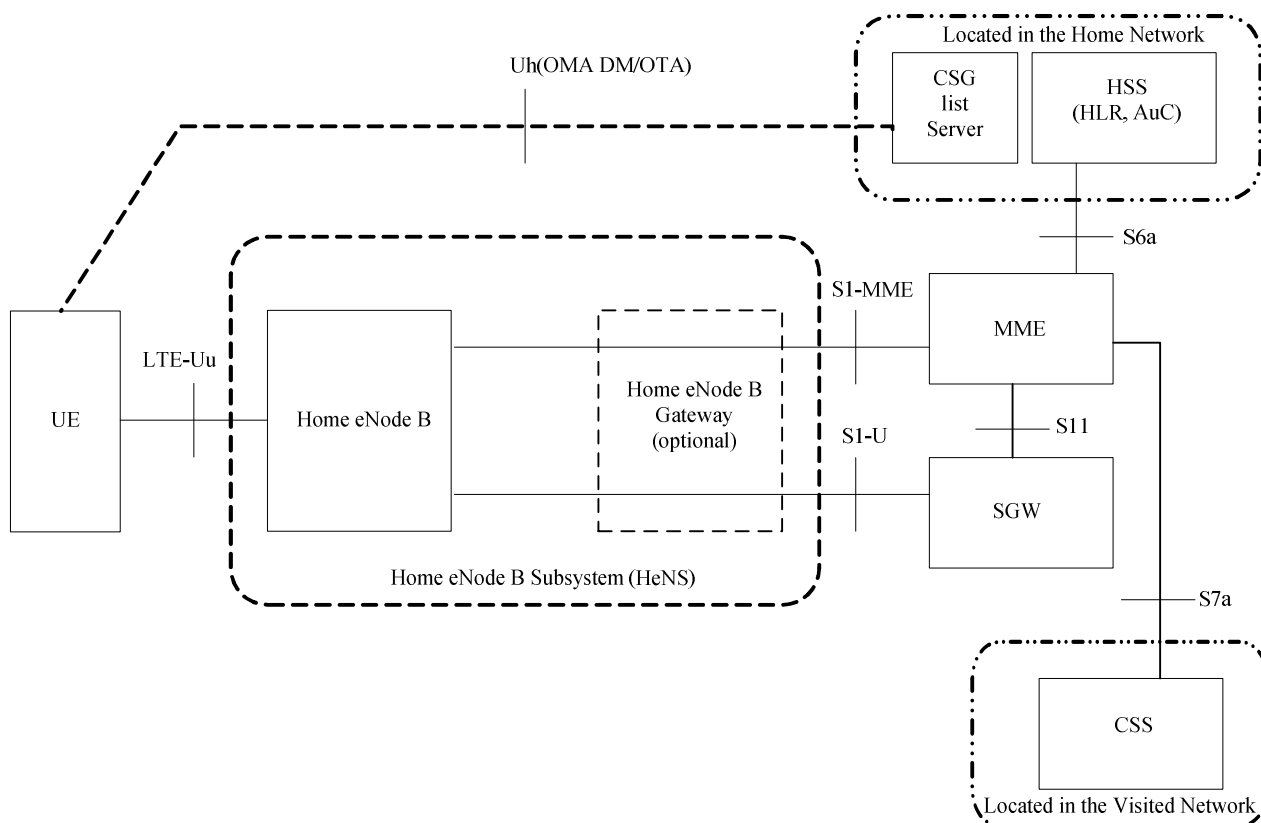 Located in the Home Network
Uh(OMA DM/OTA)
CSG
list
Server
HSS
(HLR, AuC)
S6a
S1-MME
MME
LTE-Uu
UE
Home eNode B
Home eNode B
Gateway
(optional)
S11
S1-U
SGW
Home eNode B Subsystem (HeNS)
S7a
CSS
Located in the Visited Network